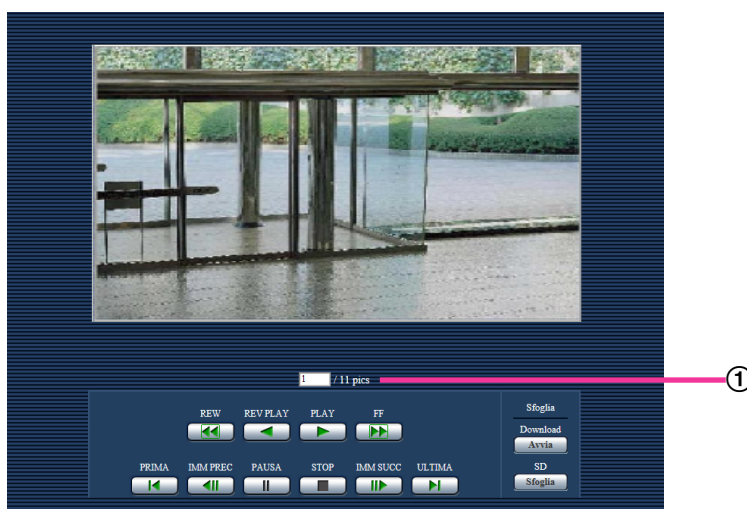 1 / 11 pics
①
REW REV PLAY PLAY FF
Sfoglia
Download
Avvia
PRIMA IMM PREC PAUSA STOP IMM SUCC ULTIMA
SD
Sfoglia